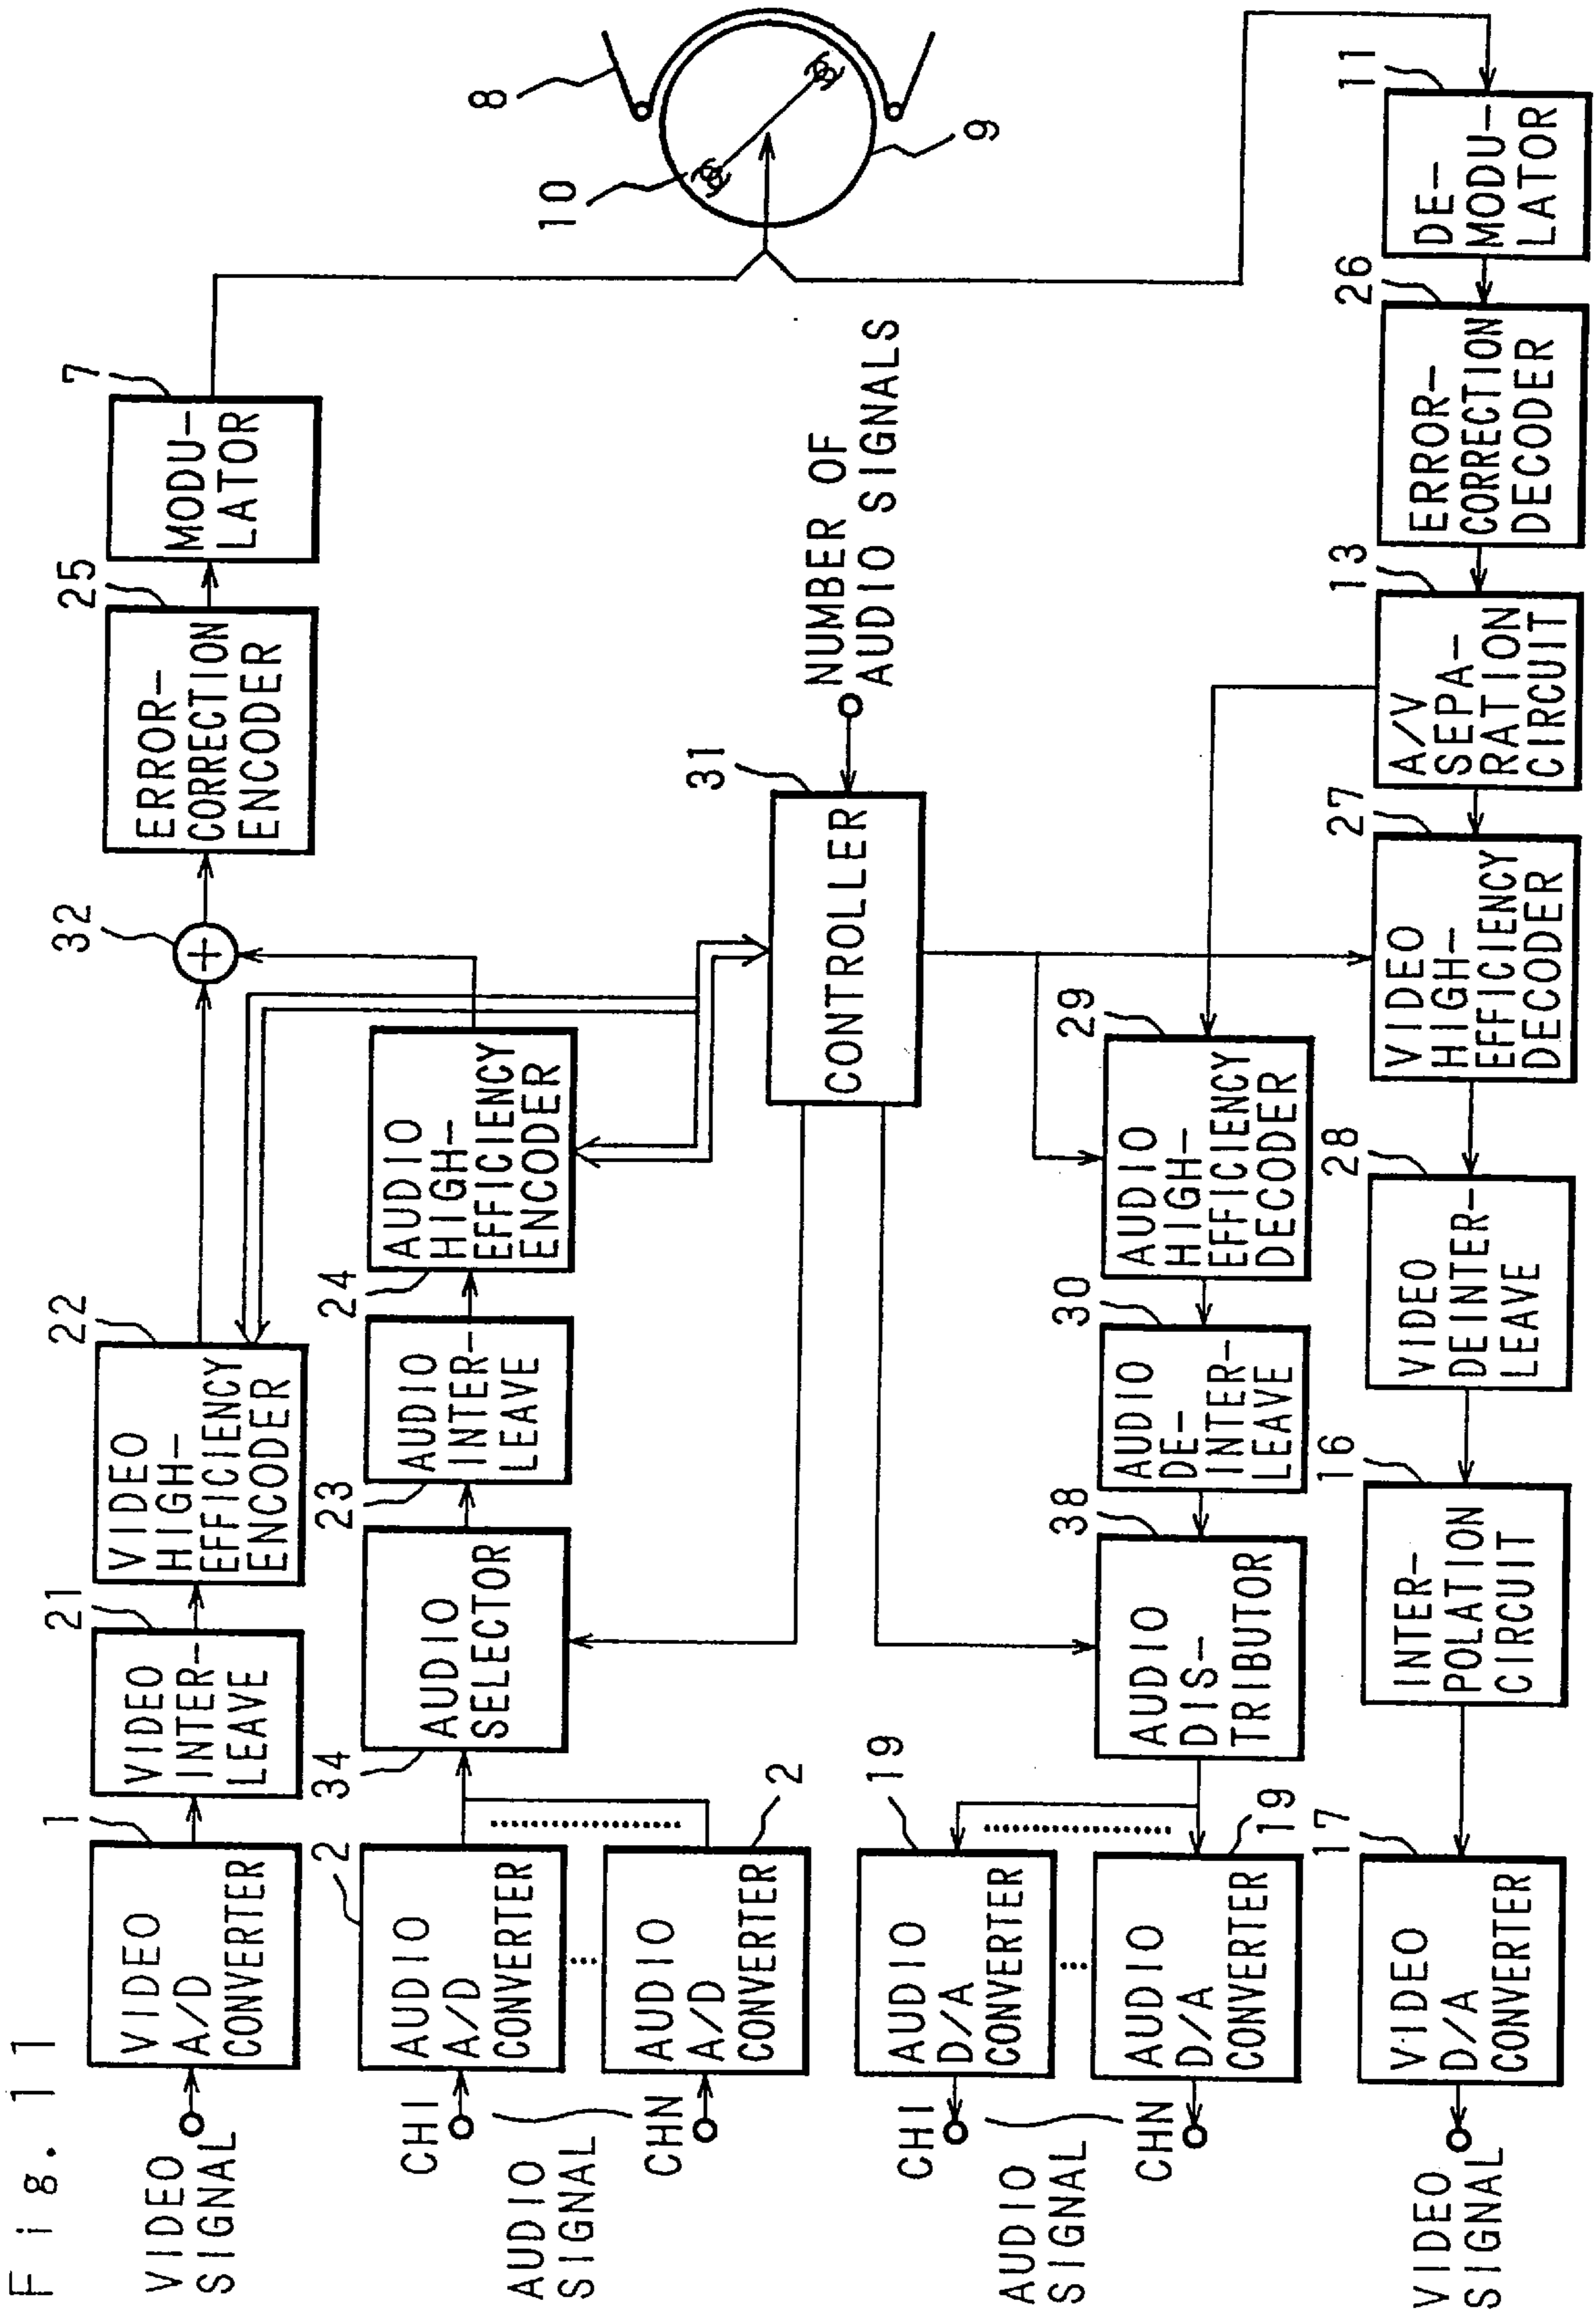 Fig. 11
VIDEO
SIGNAL
1
VIDEO
A/D
CONVERTER
21
VIDEO
INTER-
LEAVE
22
VIDEO
HIGH-
EFFICIENCY
ENCODER
32
+
25
ERROR-
CORRECTION
ENCODER
7
MODU-
LATOR
8
10
9
AUDIO
SIGNAL
CHI
CHN
2
AUDIO
A/D
CONVERTER
2
AUDIO
A/D
CONVERTER
34
AUDIO
SELECTOR
23
AUDIO
INTER-
LEAVE
24
AUDIO
HIGH-
EFFICIENCY
ENCODER
31
CONTROLLER
NUMBER OF
AUDIO SIGNALS
AUDIO
SIGNAL
CHI
CHN
19
AUDIO
D/A
CONVERTER
19
AUDIO
D/A
CONVERTER
38
AUDIO
DIS-
TRIBUTOR
30
AUDIO
DE-
INTER-
LEAVE
29
AUDIO
HIGH-
EFFICIENCY
DECODER
VIDEO
SIGNAL
17
VIDEO
D/A
CONVERTER
16
INTER-
POLATION
CIRCUIT
28
VIDEO
DEINTER-
LEAVE
27
VIDEO
HIGH-
EFFICIENCY
DECODER
13
A/V
SEPA-
RATION
CIRCUIT
26
ERROR-
CORRECTION
DECODER
11
DE-
MODU-
LATOR